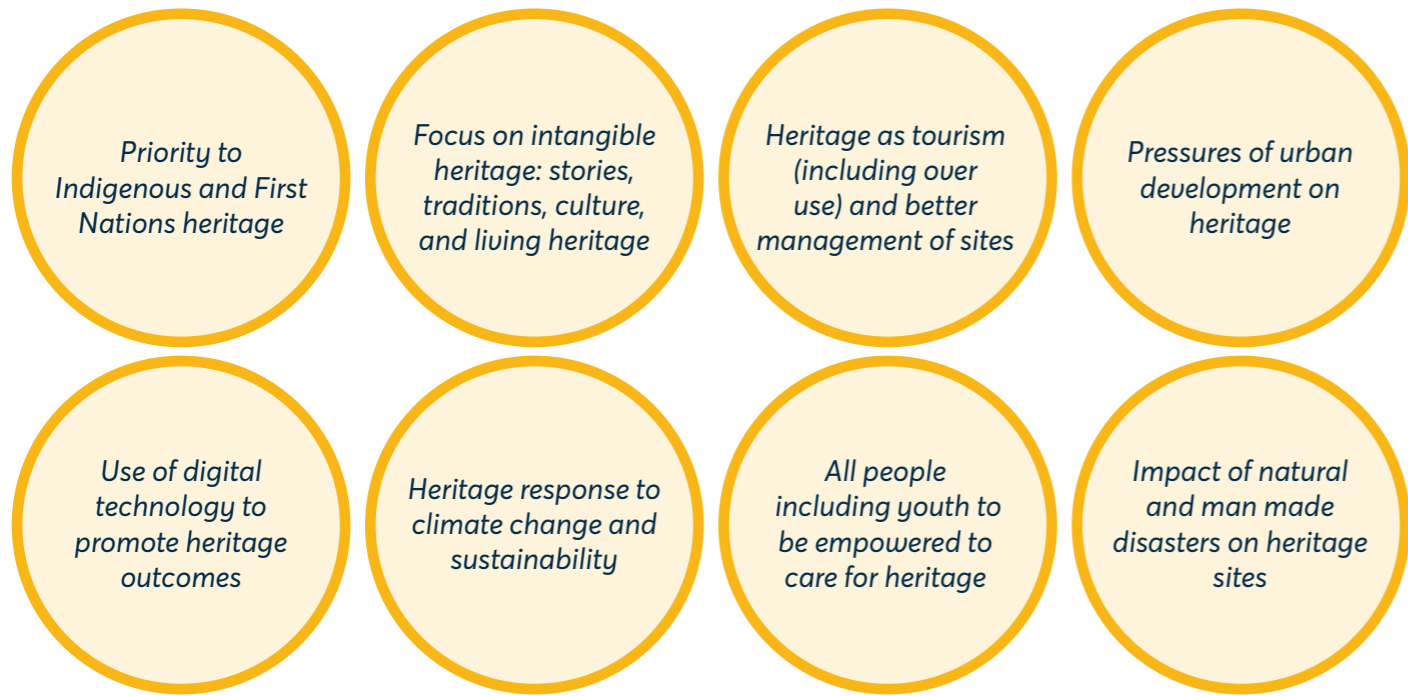 Priority to
Indigenous and First
Nations heritage
Focus on intangible
heritage: stories,
traditions, culture,
and living heritage
Heritage as tourism
(including over
use) and better
management of sites
Pressures of urban
development on
heritage
Use of digital
technology to
promote heritage
outcomes
Heritage response to
climate change and
sustainability
All people
including youth to
be empowered to
care for heritage
Impact of natural
and man made
disasters on heritage
sites